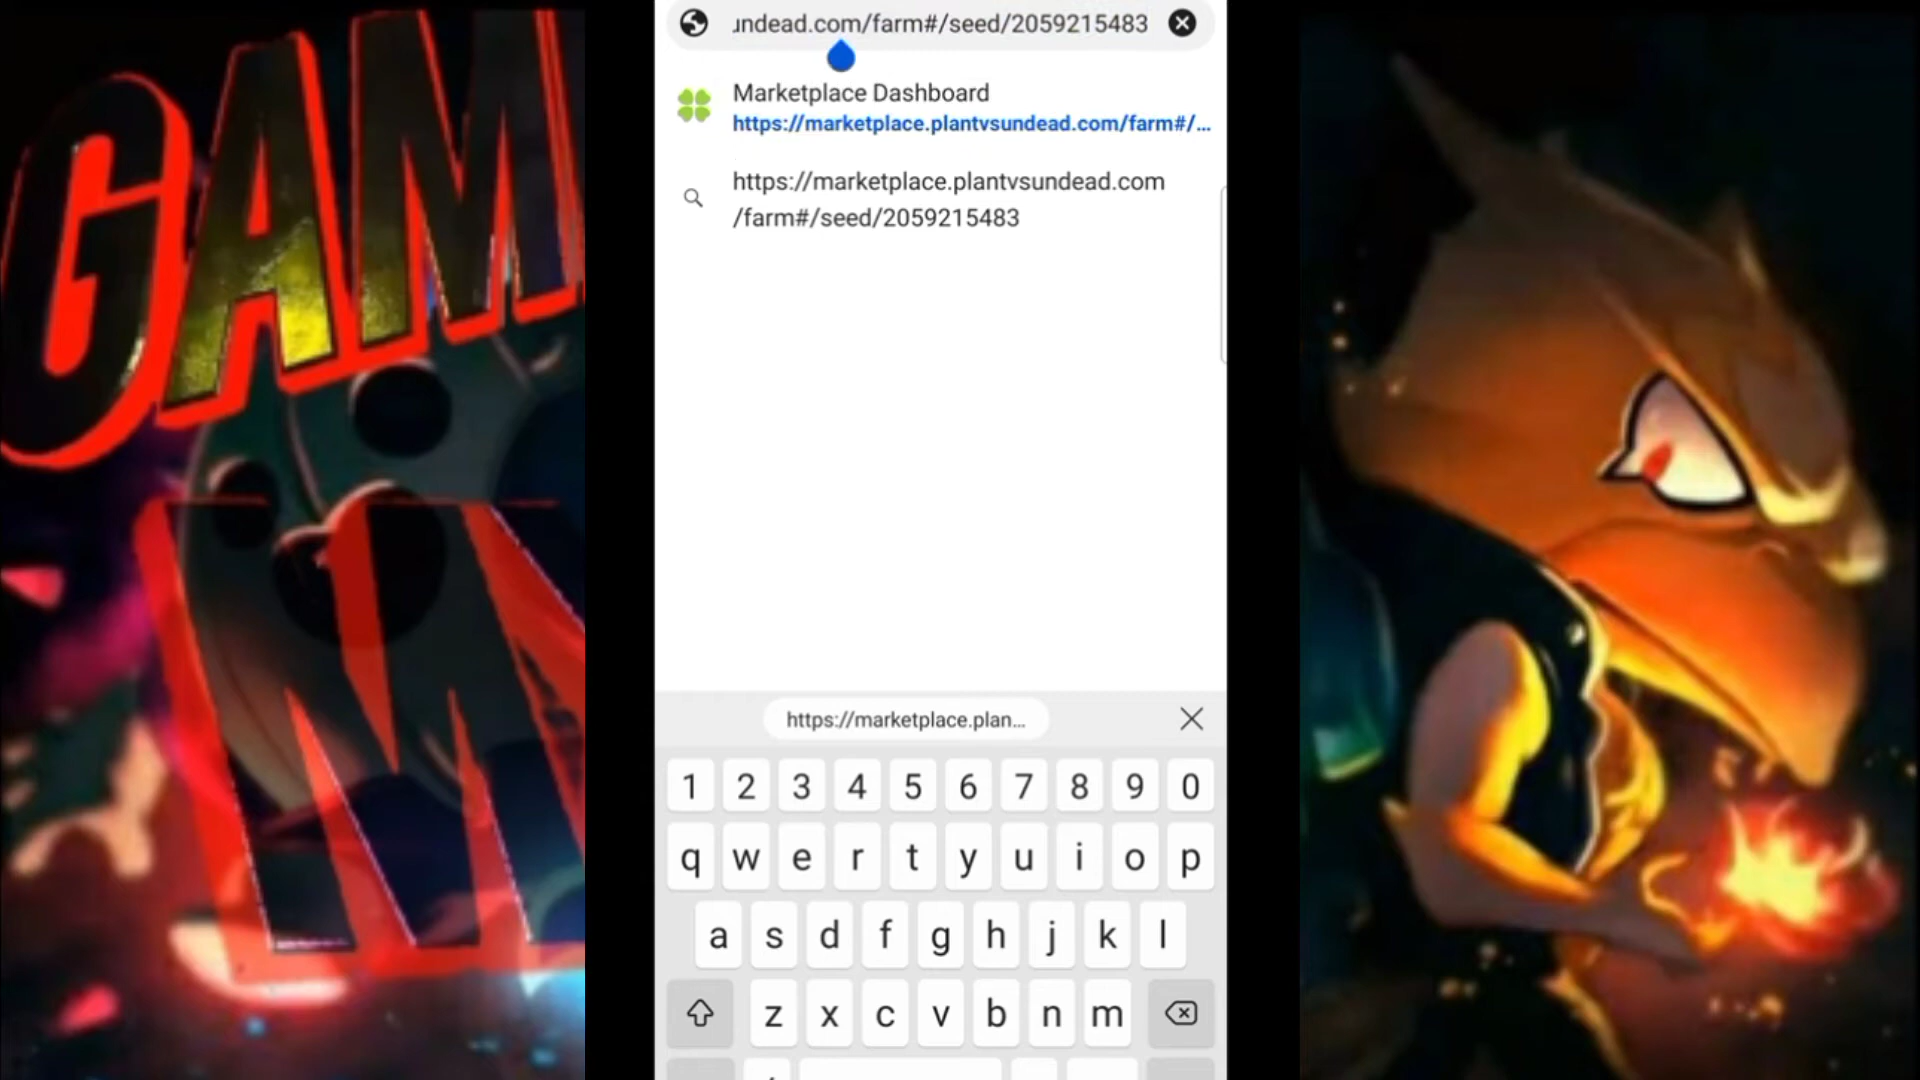 GAM
undead.com/farm#/seed/2059215483
Marketplace Dashboard
https://marketplace.plantvsundead.com/farm#/...
https://marketplace.plantvsundead.com
/farm#/seed/2059215483
https://marketplace.plan...
1 2 3 4 5 6 7 8 9 0
q w e r t y u i o p
a s d f g h j k l
z x c v b n m